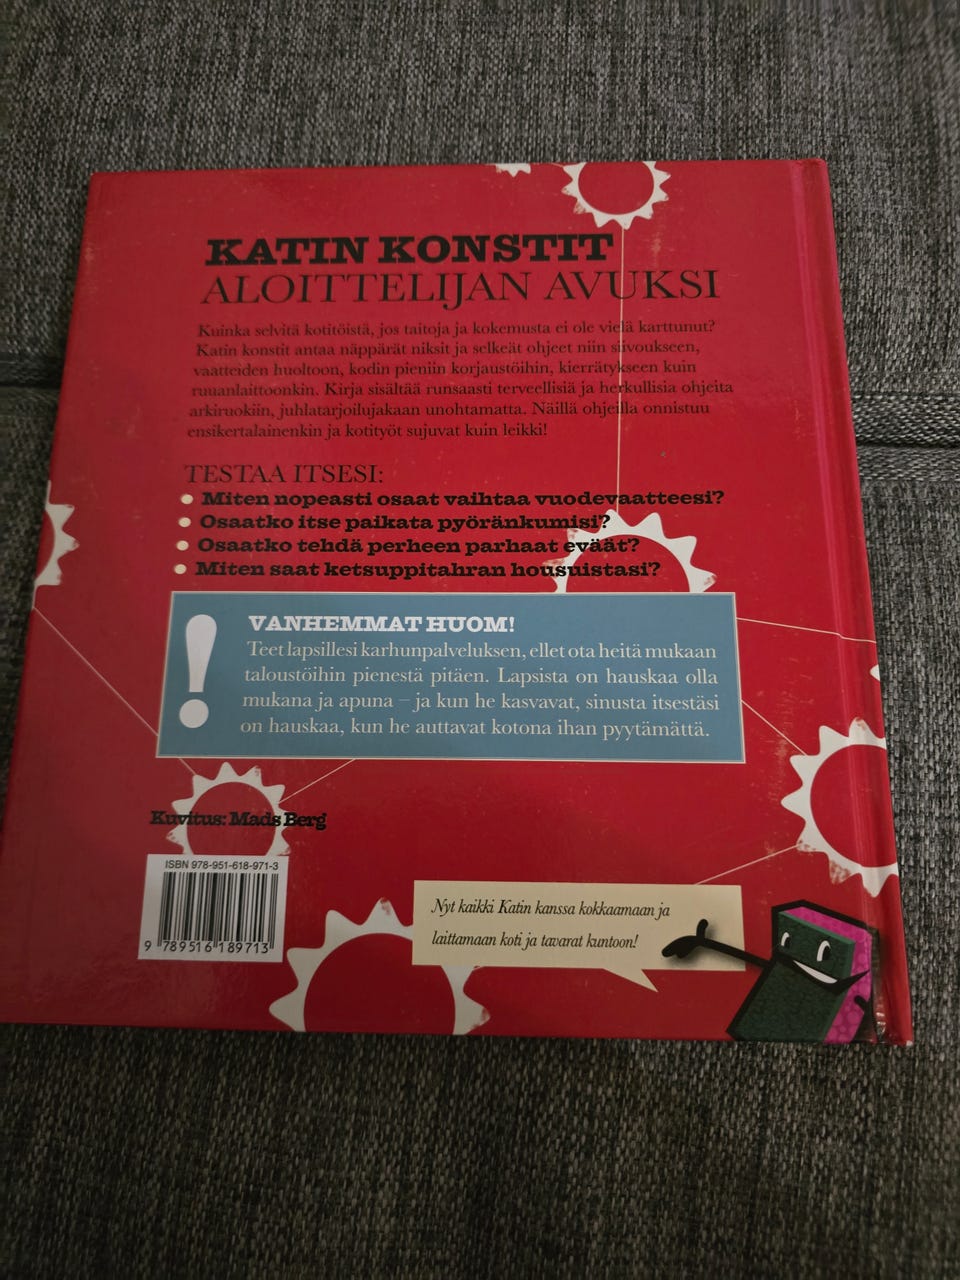 KATIN KONSTIT
ALOITTELIJAN AVUKSI
Kuinka selvitä kotitöistä, jos taitoja ja kokemusta ei ole vielä karttunut?
Katin konstit antaa näppärät niksit ja selkeät ohjeet niin siivoukseen,
vaatteiden huoltoon, kodin pieniin korjaustöihin, kierrätykseen kuin
ruuanlaittoonkin. Kirja sisältää runsaasti terveellisiä ja herkullisia ohjeita
arkiruokiin, juhlatarjoilujakaan unohtamatta. Näillä ohjeilla onnistuu
ensikertalainenkin ja kotityöt sujuvat kuin leikki!
TESTAA ITSESI:
• Miten nopeasti osaat vaihtaa vuodevaatteesi?
• Osaatko itse paikata pyöränkumisi?
• Osaatko tehdä perheen parhaat eväät?
• Miten saat ketsuppitahran housuistasi?
! VANHEMMAT HUOM!
Teet lapsillesi karhunpalveluksen, ellet ota heitä mukaan
taloustöihin pienestä pitäen. Lapsista on hauskaa olla
mukana ja apuna – ja kun he kasvavat, sinusta itsestäsi
on hauskaa, kun he auttavat kotona ihan pyytämättä.
Kuvitus: Mads Berg
ISBN 978-951-618-971-3
9 789516 189713
Nyt kaikki Katin kanssa kokkaamaan ja
laittamaan koti ja tavarat kuntoon!